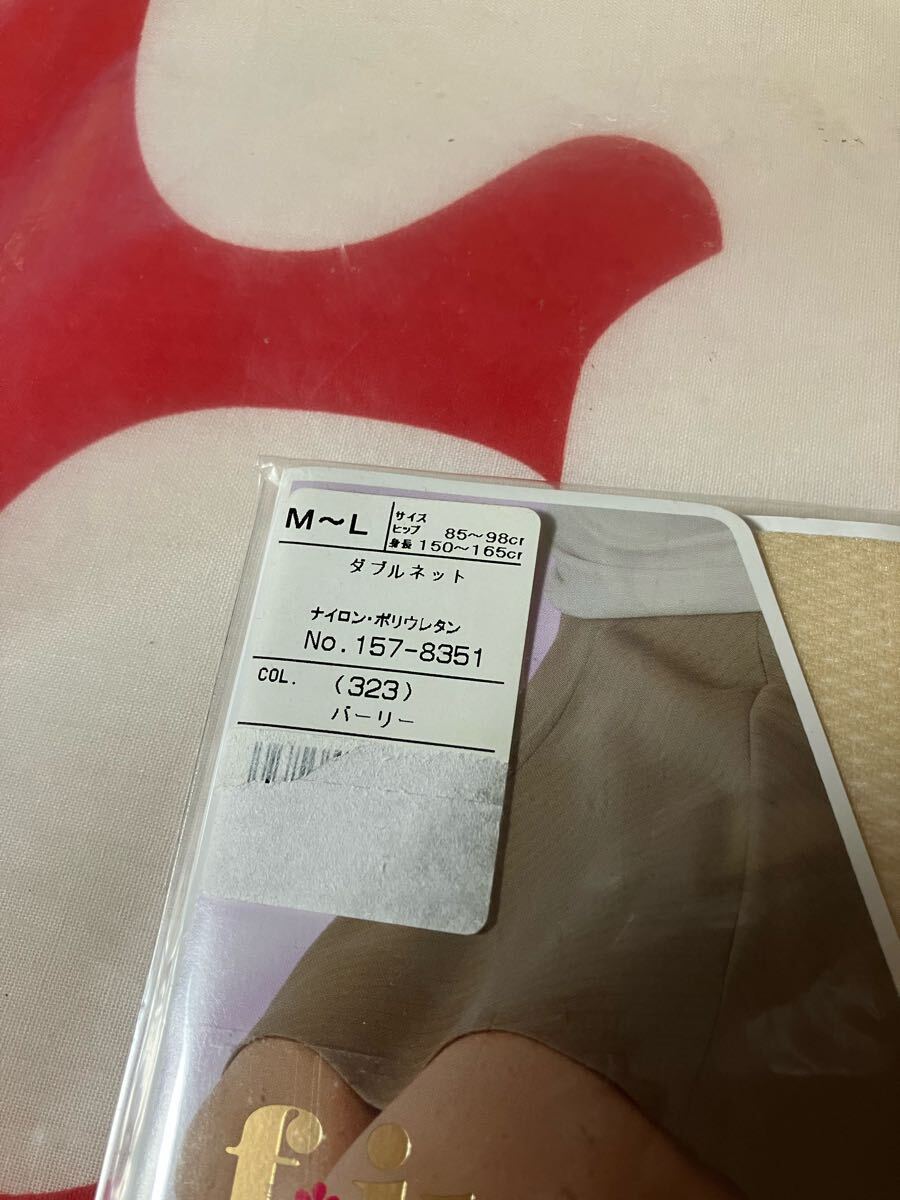 M～L
サイズ
ヒップ 85～98cm
身長 150～165cm
ダブルネット
ナイロン・ポリウレタン
No.157-8351
COL. (323)
バーリー